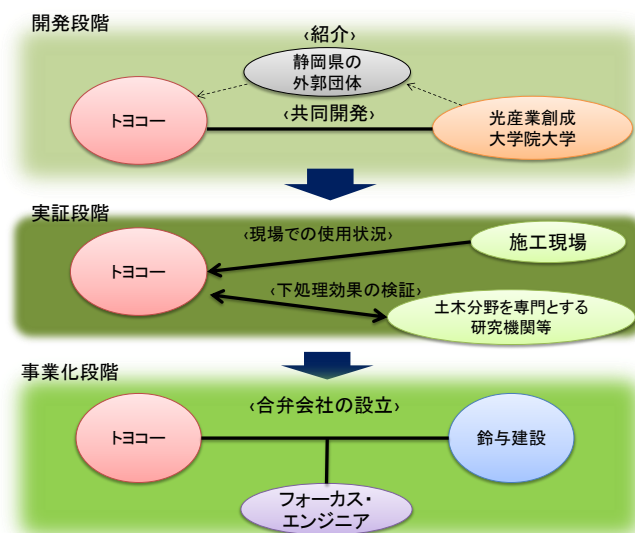 開発段階
‹紹介›
静岡県の
外郭団体
トヨコー
‹共同開発›
光産業創成
大学院大学
実証段階
‹現場での使用状況›
施工現場
トヨコー
‹下処理効果の検証›
土木分野を専門とする
研究機関等
事業化段階
‹合弁会社の設立›
トヨコー
鈴与建設
フォーカス・
エンジニア